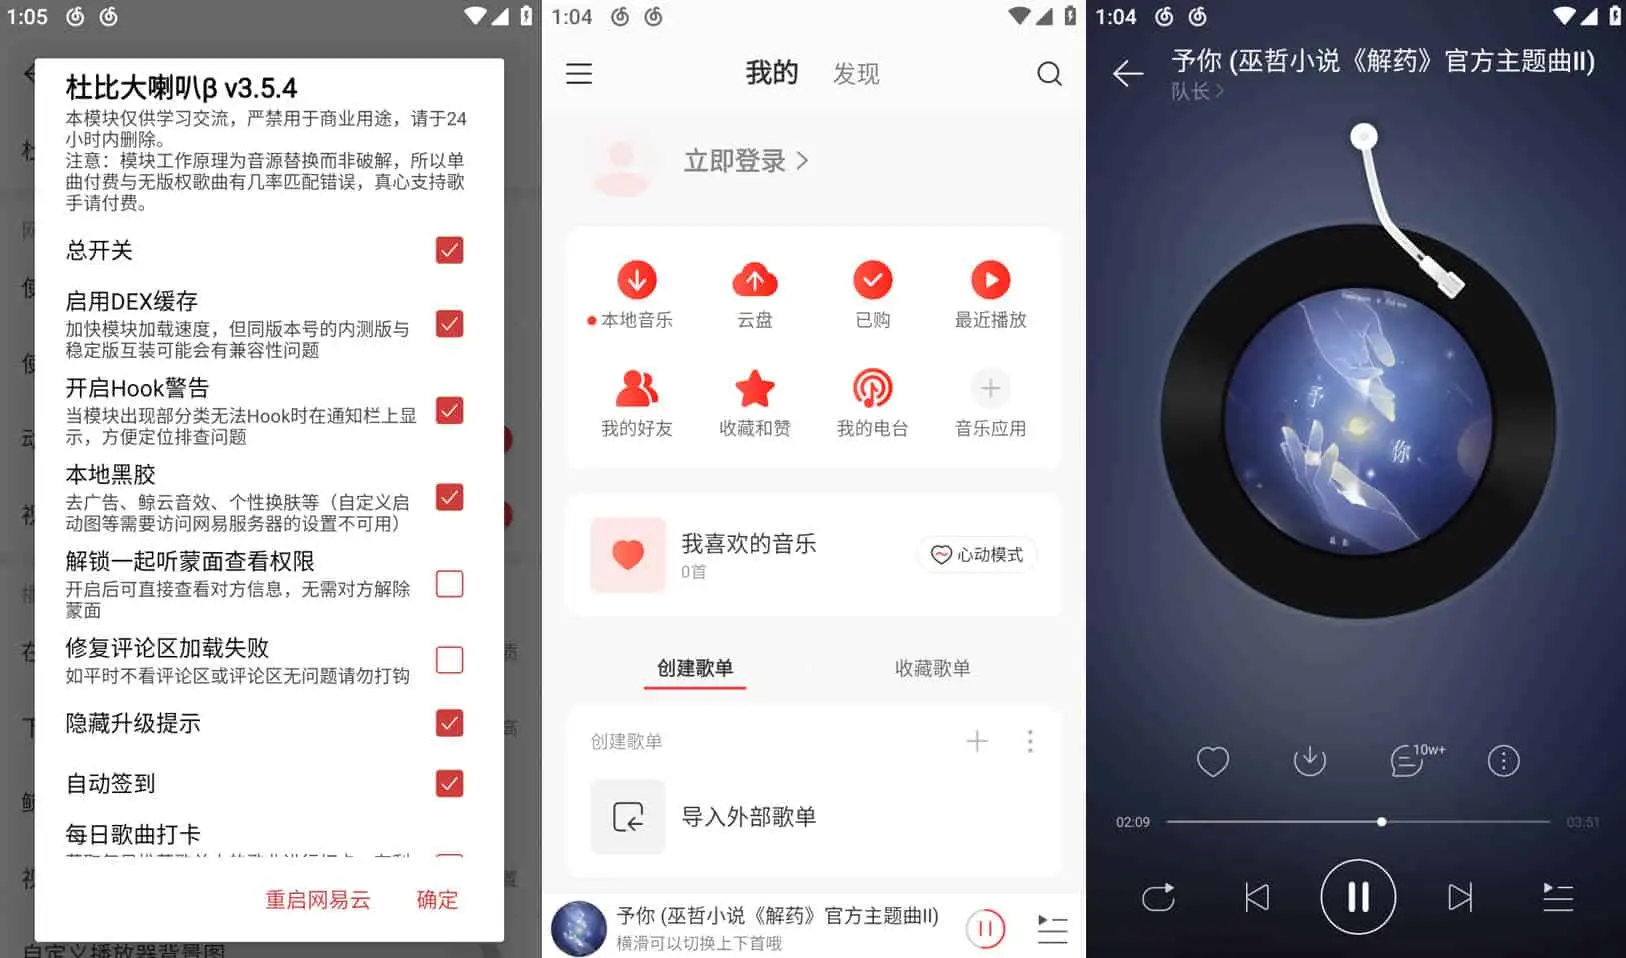 1:05
杜比大喇叭β v3.5.4
本模块仅供学习交流，严禁用于商业用途，请于24
小时内删除。
注意：模块工作原理为音源替换而非破解，所以单
曲付费与无版权歌曲有几率匹配错误，真心支持歌
手请付费。
总开关
启用DEX缓存
加快模块加载速度，但同版本号的内测版与
稳定版互装可能会有兼容性问题
开启Hook警告
当模块出现部分类无法Hook时在通知栏上显
示，方便定位排查问题
本地黑胶
去广告、鲸云音效、个性换肤等（自定义启
动图等需要访问网易服务器的设置不可用）
解锁一起听蒙面查看权限
开启后可直接查看对方信息，无需对方解除
蒙面
修复评论区加载失败
如平时不看评论区或评论区无问题请勿打钩
隐藏升级提示
自动签到
每日歌曲打卡
重启网易云
确定
自定义播放器背景图
1:04
我的
发现
立即登录
本地音乐
云盘
已购
最近播放
我的好友
收藏和赞
我的电台
音乐应用
我喜欢的音乐
0首
心动模式
创建歌单
收藏歌单
创建歌单
导入外部歌单
予你 (巫哲小说《解药》官方主题曲II)
横滑可以切换上下首哦
1:04
予你 (巫哲小说《解药》官方主题曲II)
队长
予
你
10w+
02:09
03:51